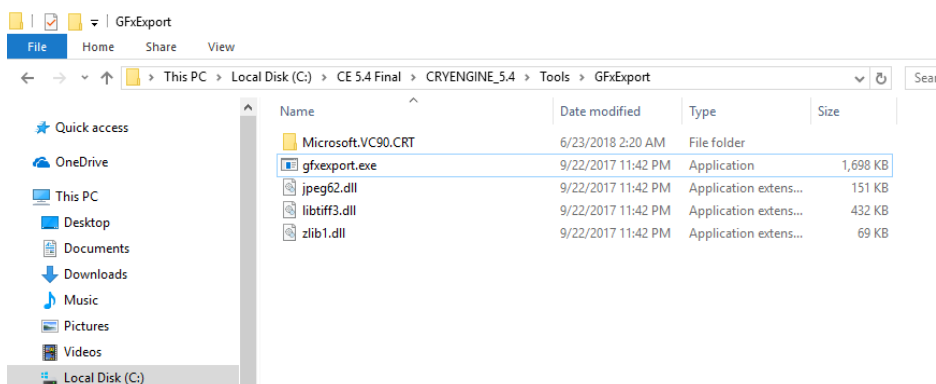 GFxExport
File Home Share View
This PC > Local Disk (C:) > CE 5.4 Final > CRYENGINE_5.4 > Tools > GFxExport
Sear
Name Date modified Type Size
Quick access
Microsoft.VC90.CRT 6/23/2018 2:20 AM File folder
OneDrive
gfxexport.exe 9/22/2017 11:42 PM Application 1,698 KB
jpeg62.dll 9/22/2017 11:42 PM Application extens... 151 KB
This PC
libtiff3.dll 9/22/2017 11:42 PM Application extens... 432 KB
Desktop
zlib1.dll 9/22/2017 11:42 PM Application extens... 69 KB
Documents
Downloads
Music
Pictures
Videos
Local Disk (C:)